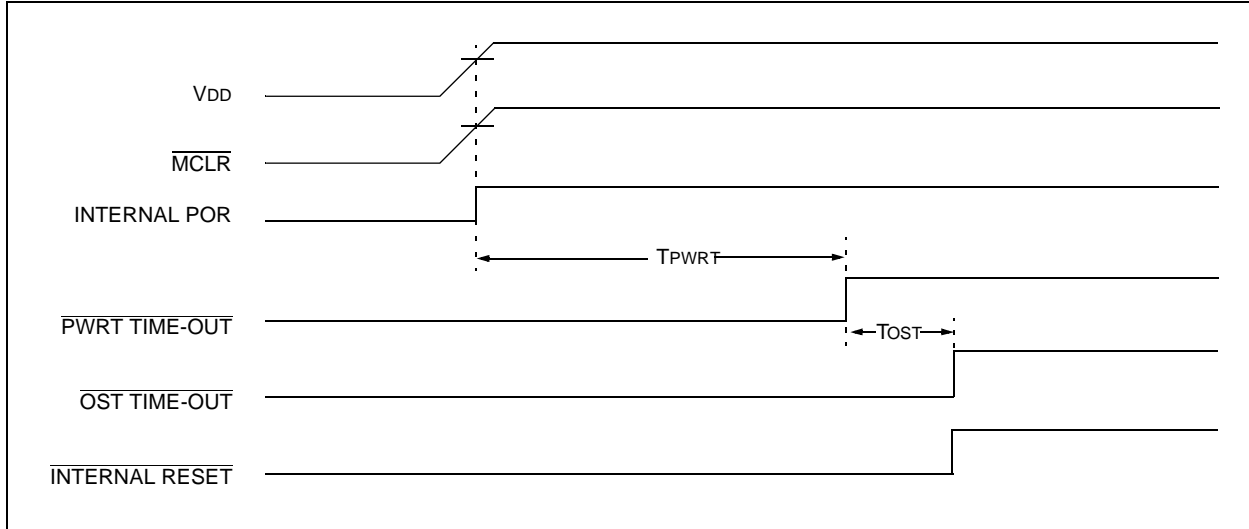 VDD
MCLR
INTERNAL POR
TPWRT
PWRT TIME-OUT
TOST
OST TIME-OUT
INTERNAL RESET